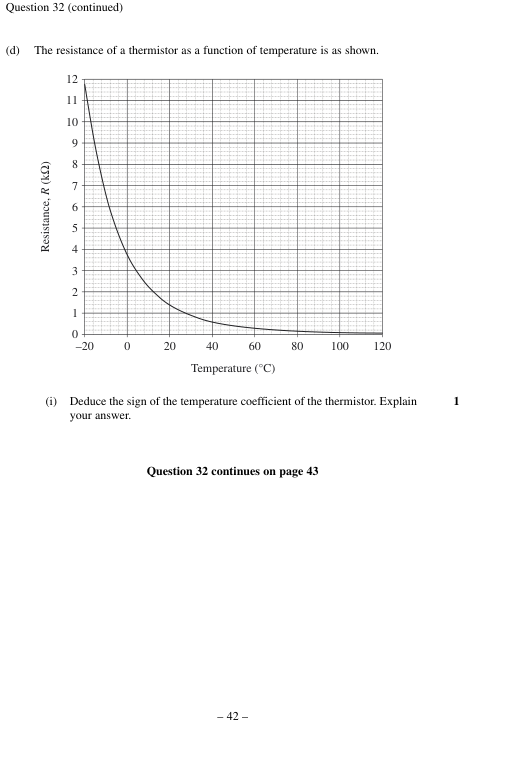 Question 32 (continued)
(d) The resistance of a thermistor as a function of temperature is as shown.
12
11
10
9
8
7
6
5
4
3
2
1
0
Resistance, R (kΩ)
–20 0 20 40 60 80 100 120
Temperature (°C)
(i) Deduce the sign of the temperature coefficient of the thermistor. Explain 1
your answer.
Question 32 continues on page 43
– 42 –